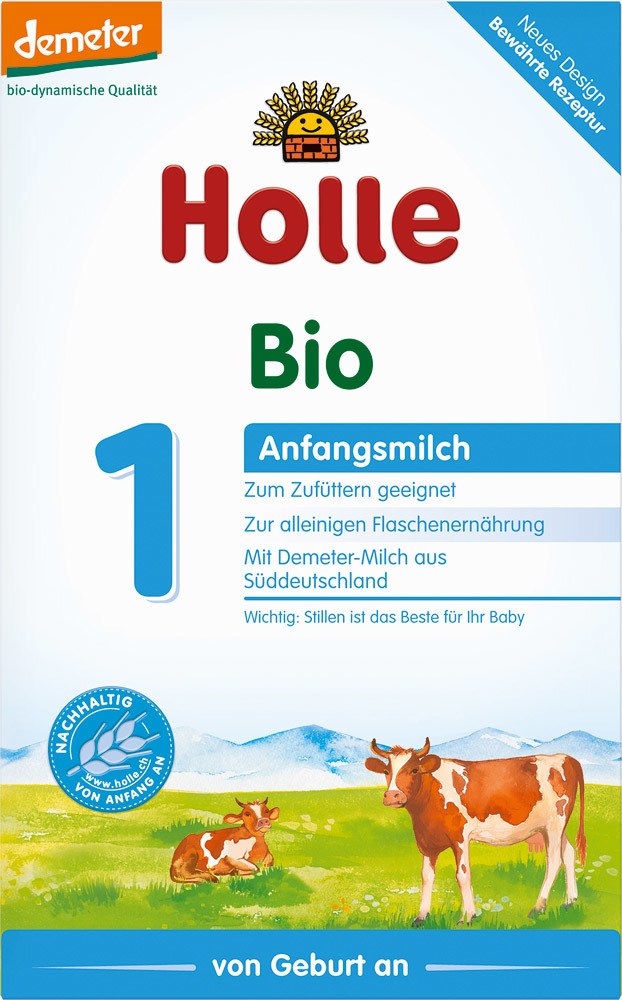 demeter
bio-dynamische Qualität
Neues Design
Bewährte Rezeptur
Holle
Bio
1
Anfangsmilch
Zum Zufüttern geeignet
Zur alleinigen Flaschenernährung
Mit Demeter-Milch aus
Süddeutschland
Wichtig: Stillen ist das Beste für Ihr Baby
NACHHALTIG
www.holle.ch
VON ANFANG AN
von Geburt an